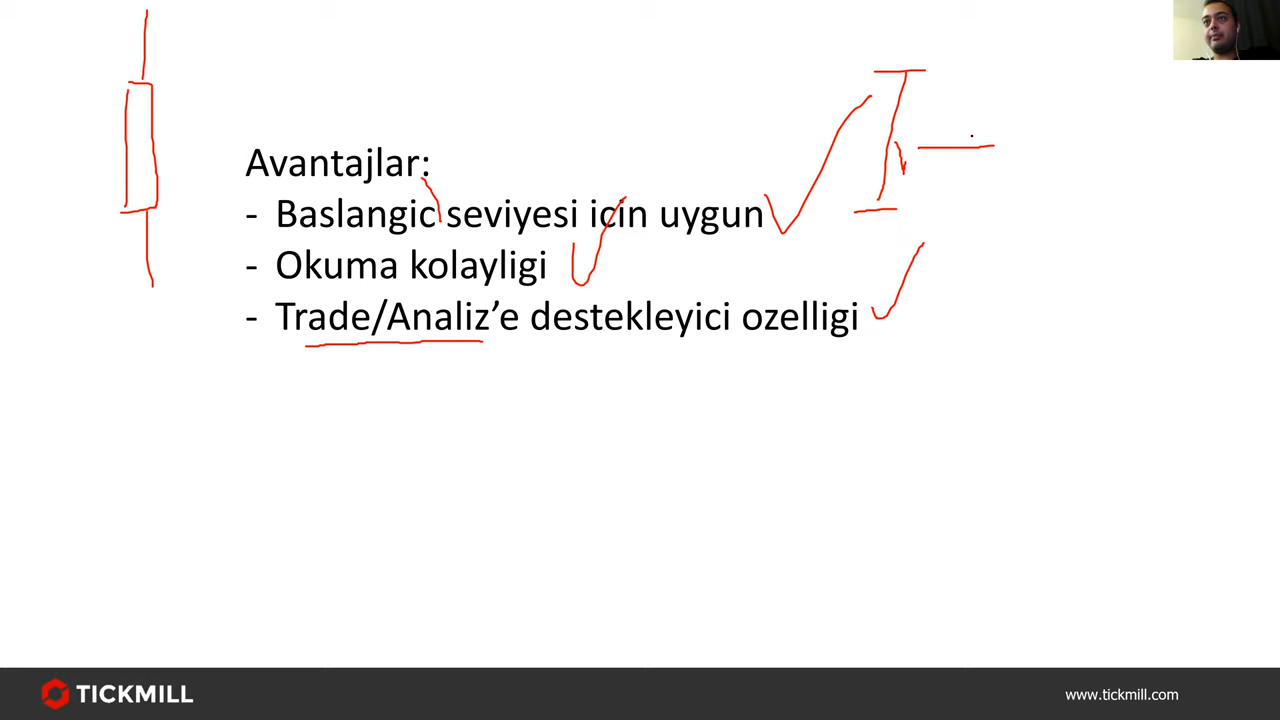 Avantajlar:
- Baslangic seviyesi icin uygun
- Okuma kolayligi
- Trade/Analiz’e destekleyici ozelligi
TICKMILL
www.tickmill.com